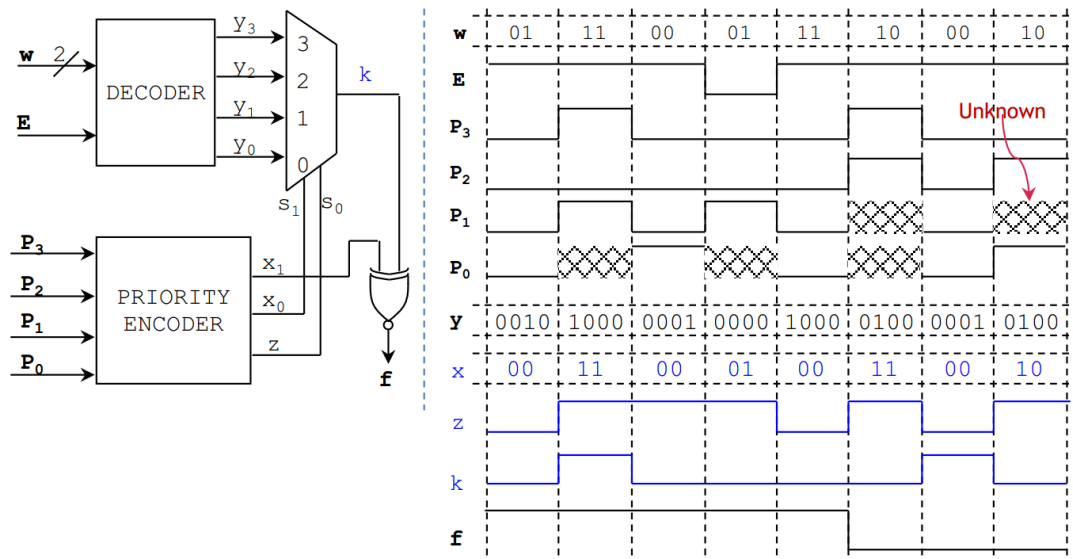 DECODER
w
2
E
y3
y2
y1
y0
3
2
1
0
k
s1
s0
P3
P2
P1
P0
PRIORITY
ENCODER
x1
x0
z
f
w 01 11 00 01 11 10 00 10
E
P3
Unknown
P2
P1
P0
y 0010 1000 0001 0000 1000 0100 0001 0100
x 00 11 00 01 00 11 00 10
z
k
f